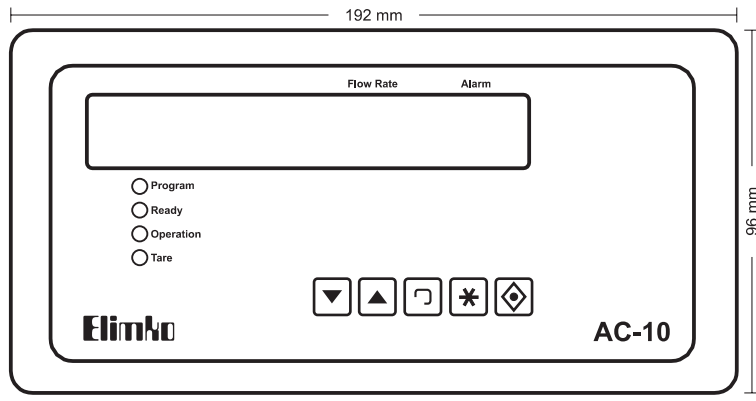 192 mm
Flow Rate Alarm
Program
Ready
Operation
Tare
96 mm
Elimko
AC-10